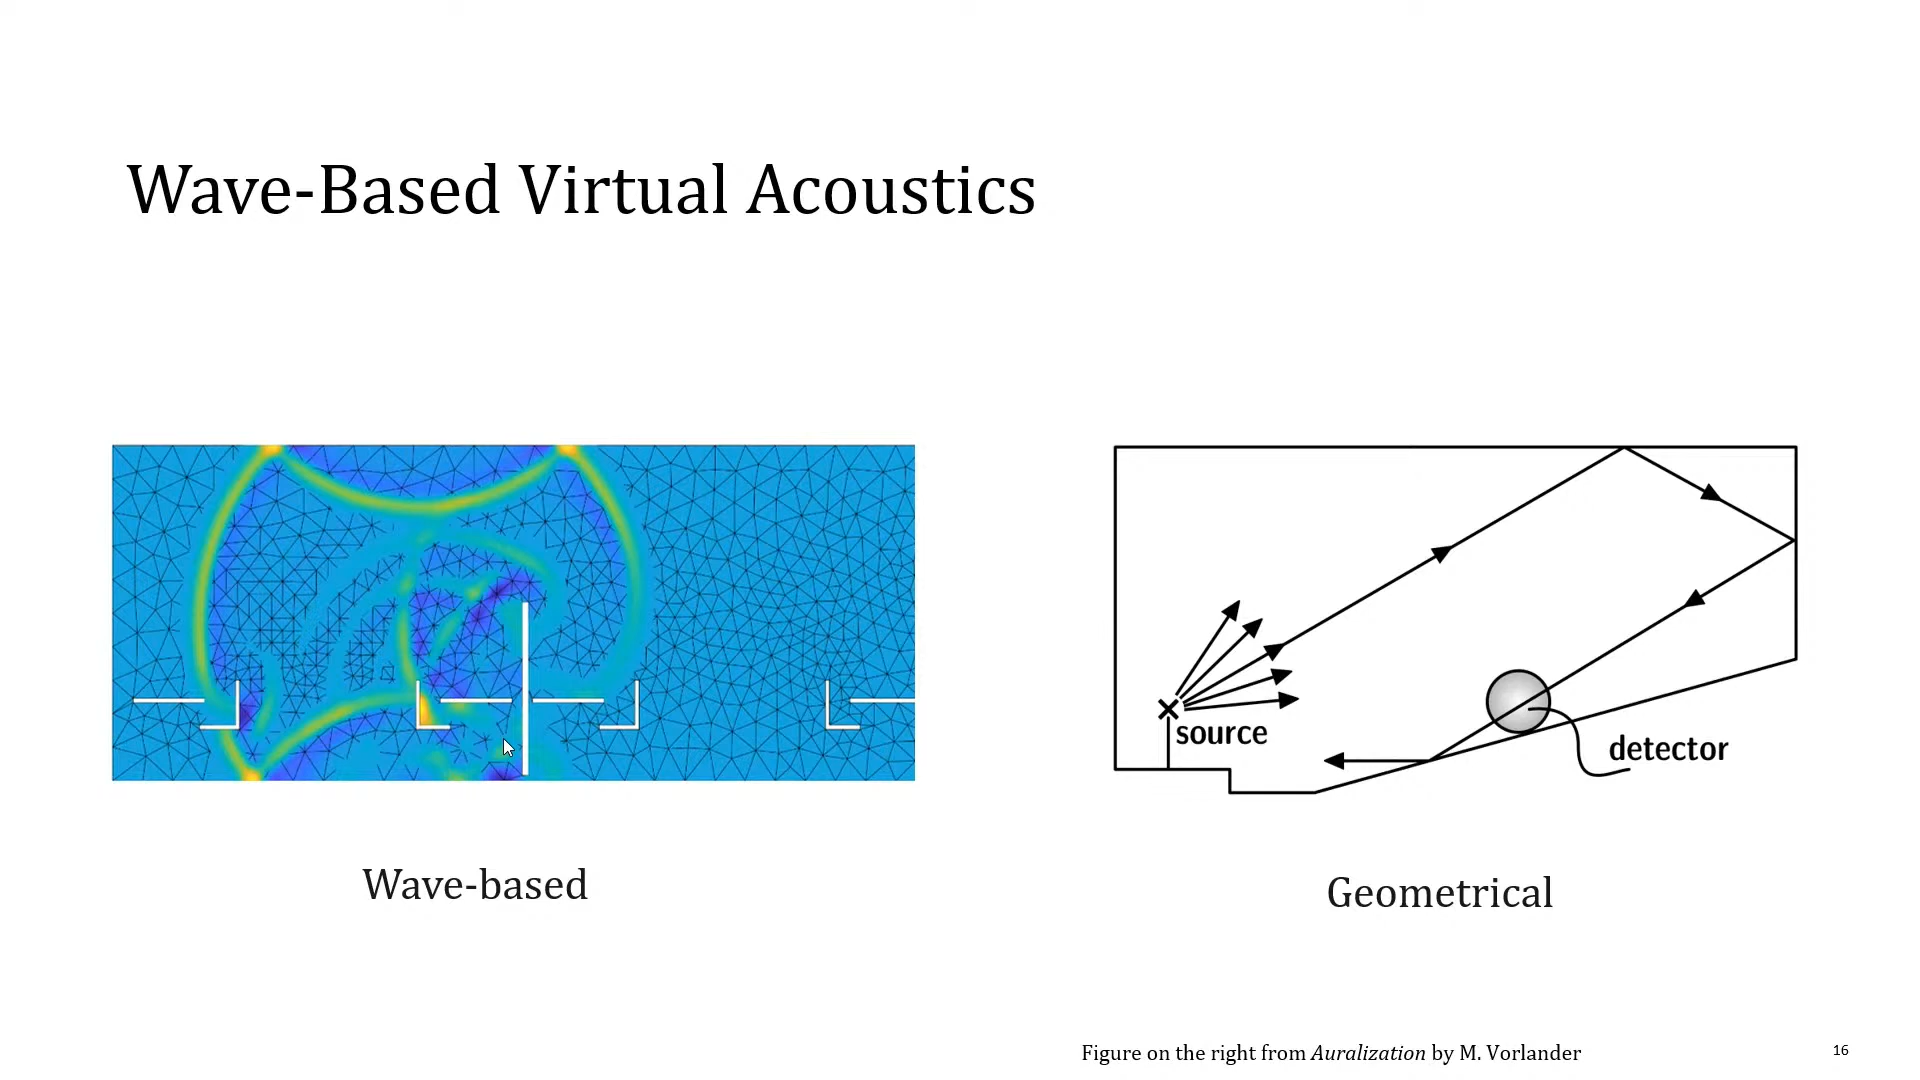 Wave-Based Virtual Acoustics
source
detector
Wave-based
Geometrical
Figure on the right from Auralization by M. Vorlander
16